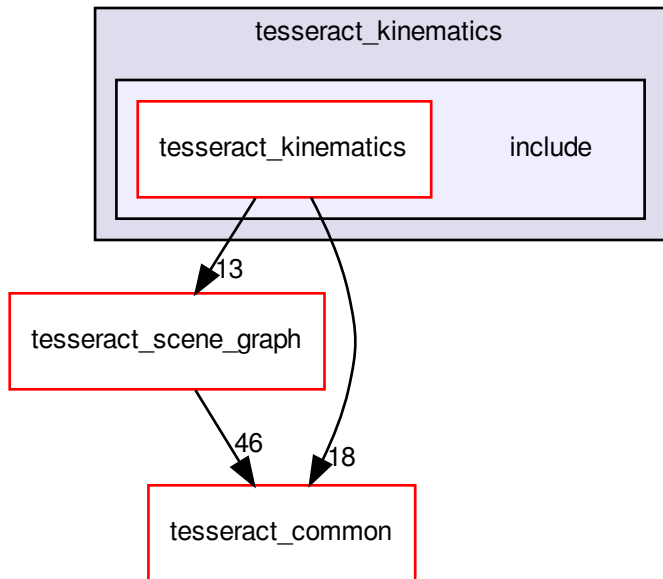 tesseract_kinematics
tesseract_kinematics
include
13
tesseract_scene_graph
46
18
tesseract_common